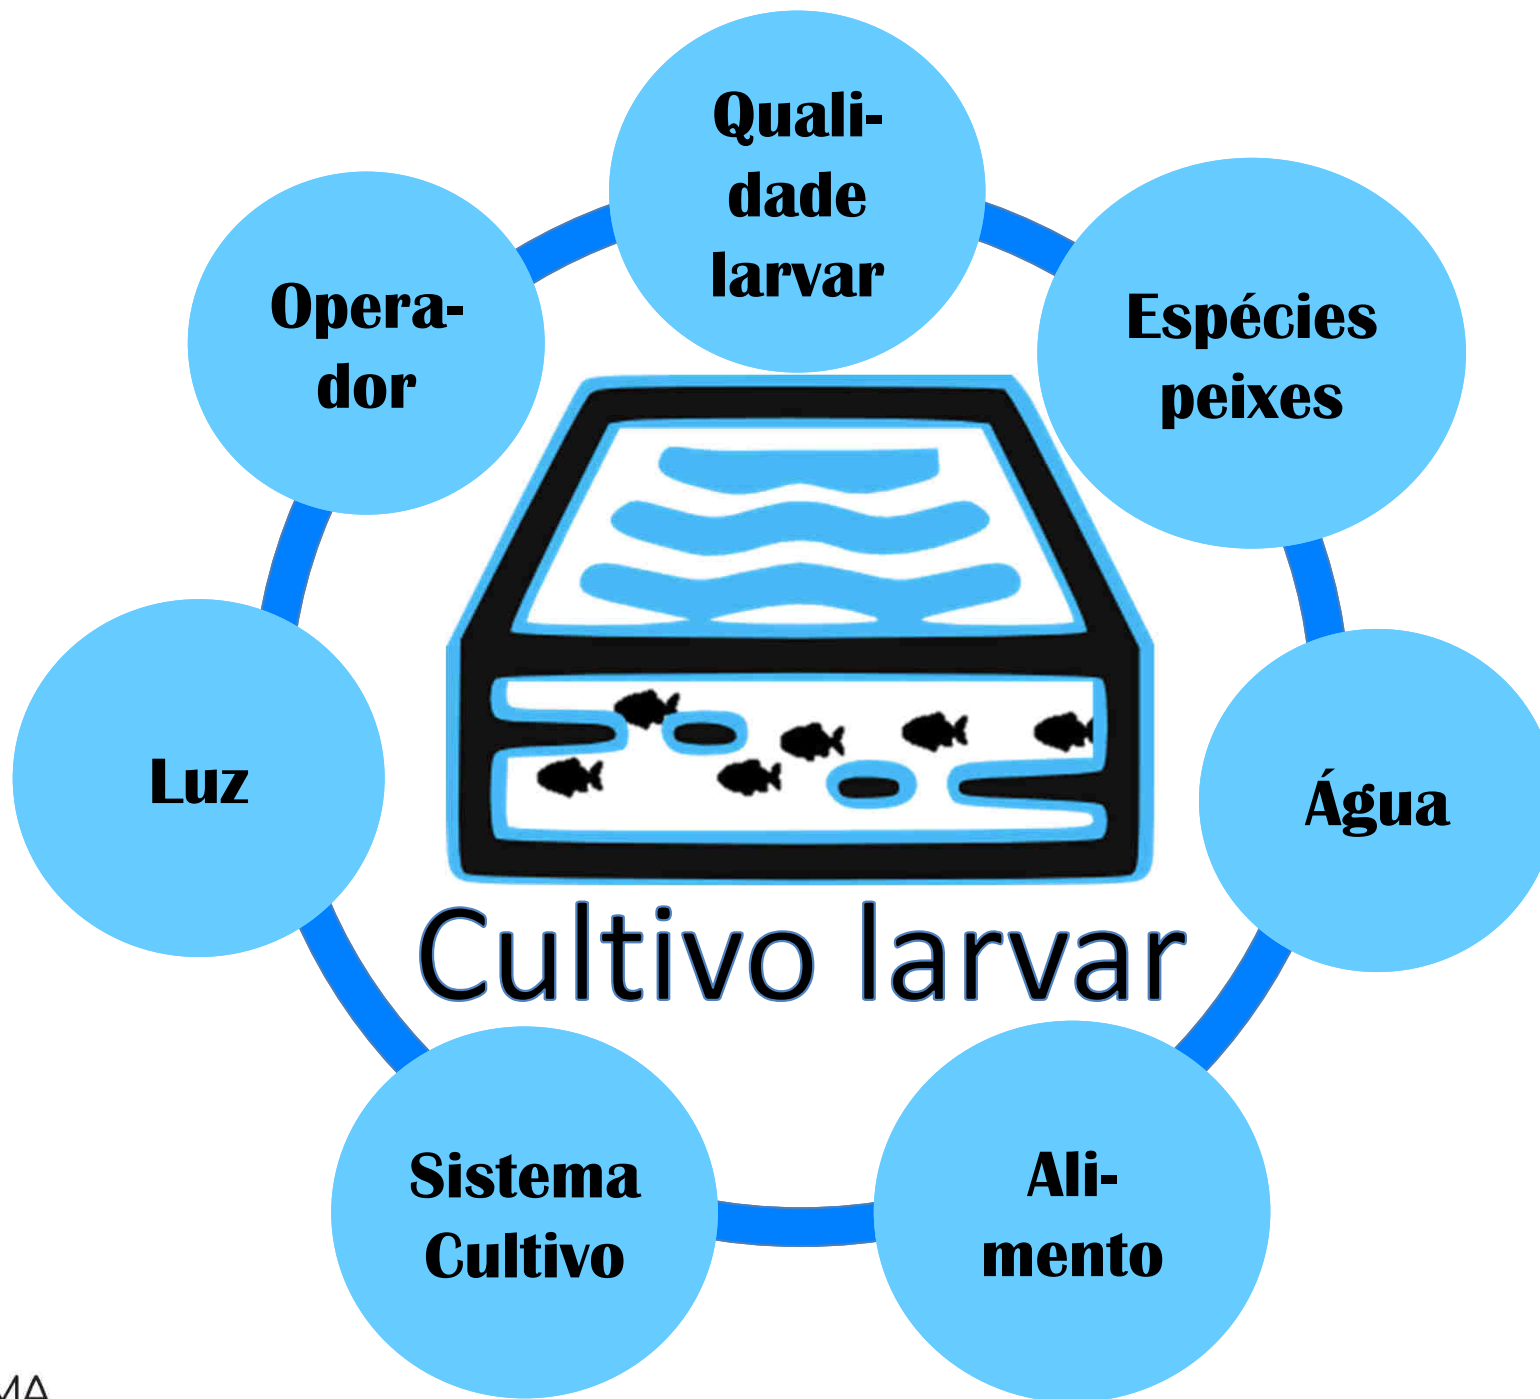 Quali-
dade
larvar
Espécies
peixes
Água
Ali-
mento
Sistema
Cultivo
Luz
Opera-
dor
Cultivo larvar